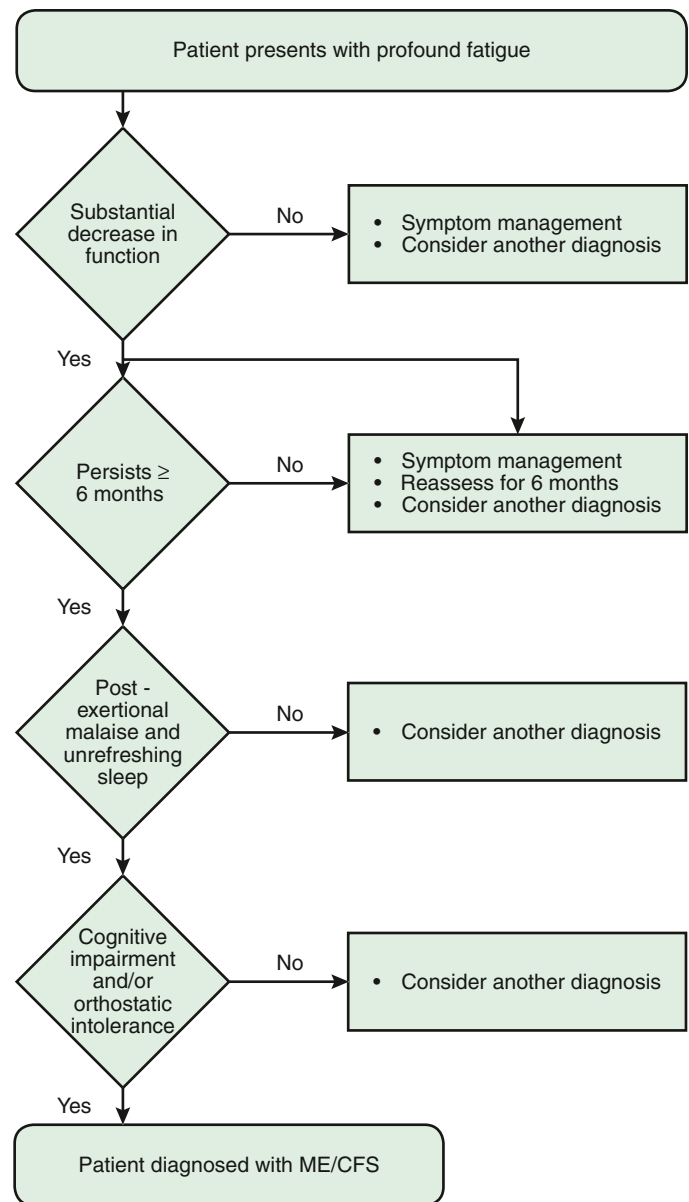 Patient presents with profound fatigue
Substantial
decrease in
function
No
• Symptom management
• Consider another diagnosis
Yes
Persists ≥
6 months
No
• Symptom management
• Reassess for 6 months
• Consider another diagnosis
Yes
Post -
exertional
malaise and
unrefreshing
sleep
No
• Consider another diagnosis
Yes
Cognitive
impairment
and/or
orthostatic
intolerance
No
• Consider another diagnosis
Yes
Patient diagnosed with ME/CFS